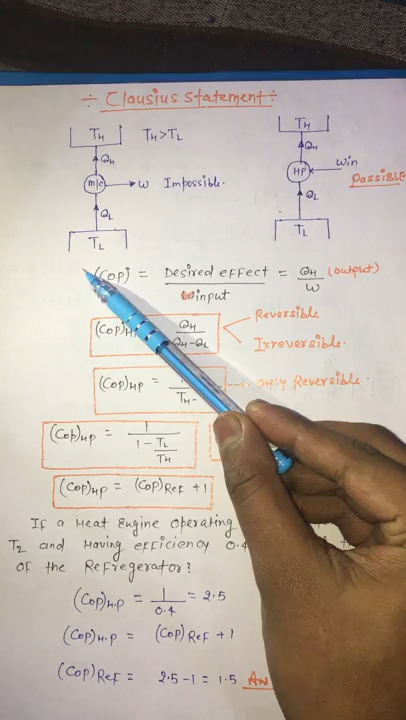 ÷ Clausius Statement ÷
TH TH > TL TH
QH QH
M/C W Impossible. HP Win Possible
QL QL
TL TL
(COP) = Desired effect / input = QH / W (output)
(COP)H = QH / QH-QL Reversible
Irreversible.
(COP)HP = TH- only Reversible.
(COP)HP = 1 / 1 - TL/TH
(COP)HP = (COP)Ref + 1
If a Heat Engine operating
T2 and Having efficiency 0.4
of the Refregerator?
(COP)H.P = 1 / 0.4 = 2.5
(COP)H.P = (COP)Ref + 1
(COP)Ref = 2.5 - 1 = 1.5 An